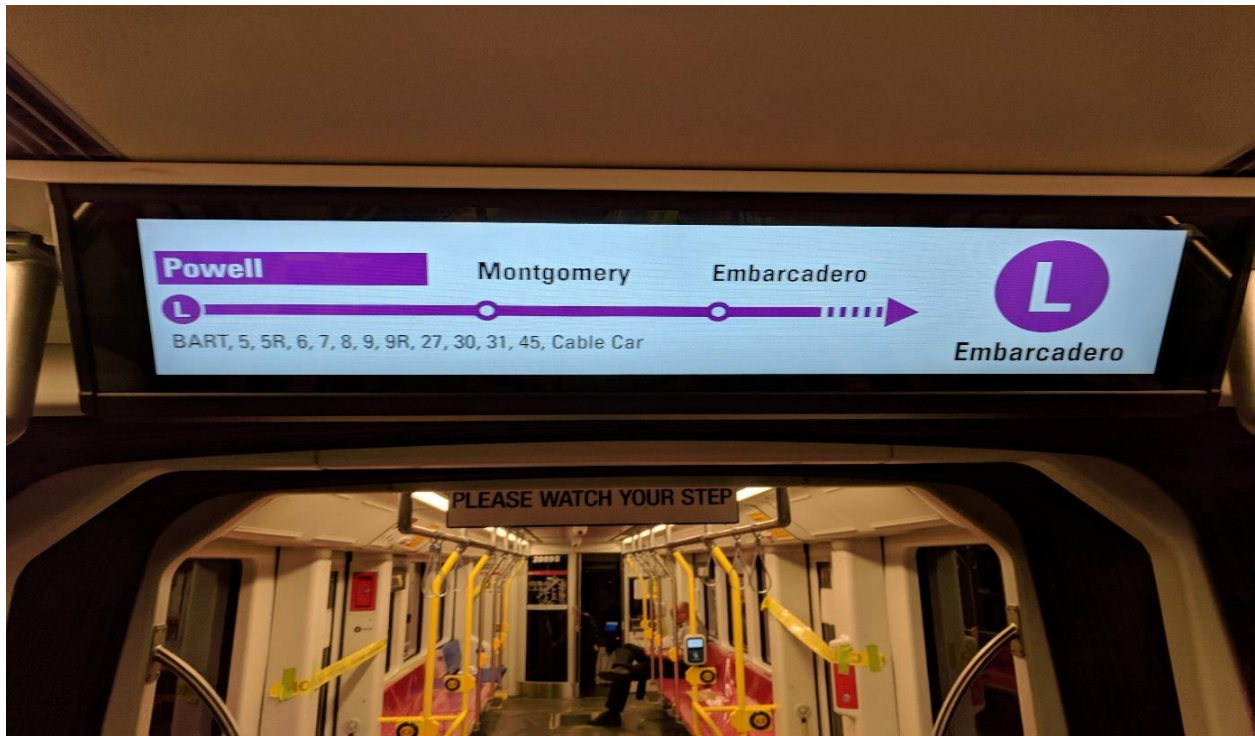 Powell
Montgomery
Embarcadero
L
L
BART, 5, 5R, 6, 7, 8, 9, 9R, 27, 30, 31, 45, Cable Car
Embarcadero
PLEASE WATCH YOUR STEP